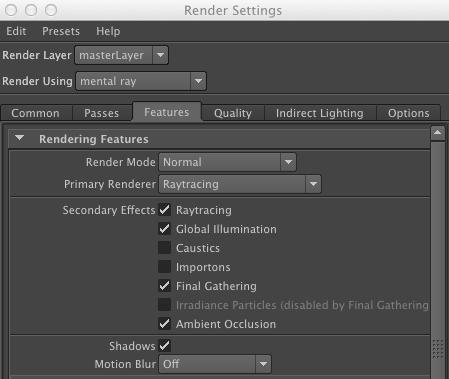 Render Settings
Edit Presets Help
Render Layer masterLayer
Render Using mental ray
Common Passes Features Quality Indirect Lighting Options
Rendering Features
Render Mode Normal
Primary Renderer Raytracing
Secondary Effects Raytracing
Global Illumination
Caustics
Importons
Final Gathering
Irradiance Particles (disabled by Final Gathering
Ambient Occlusion
Shadows
Motion Blur Off